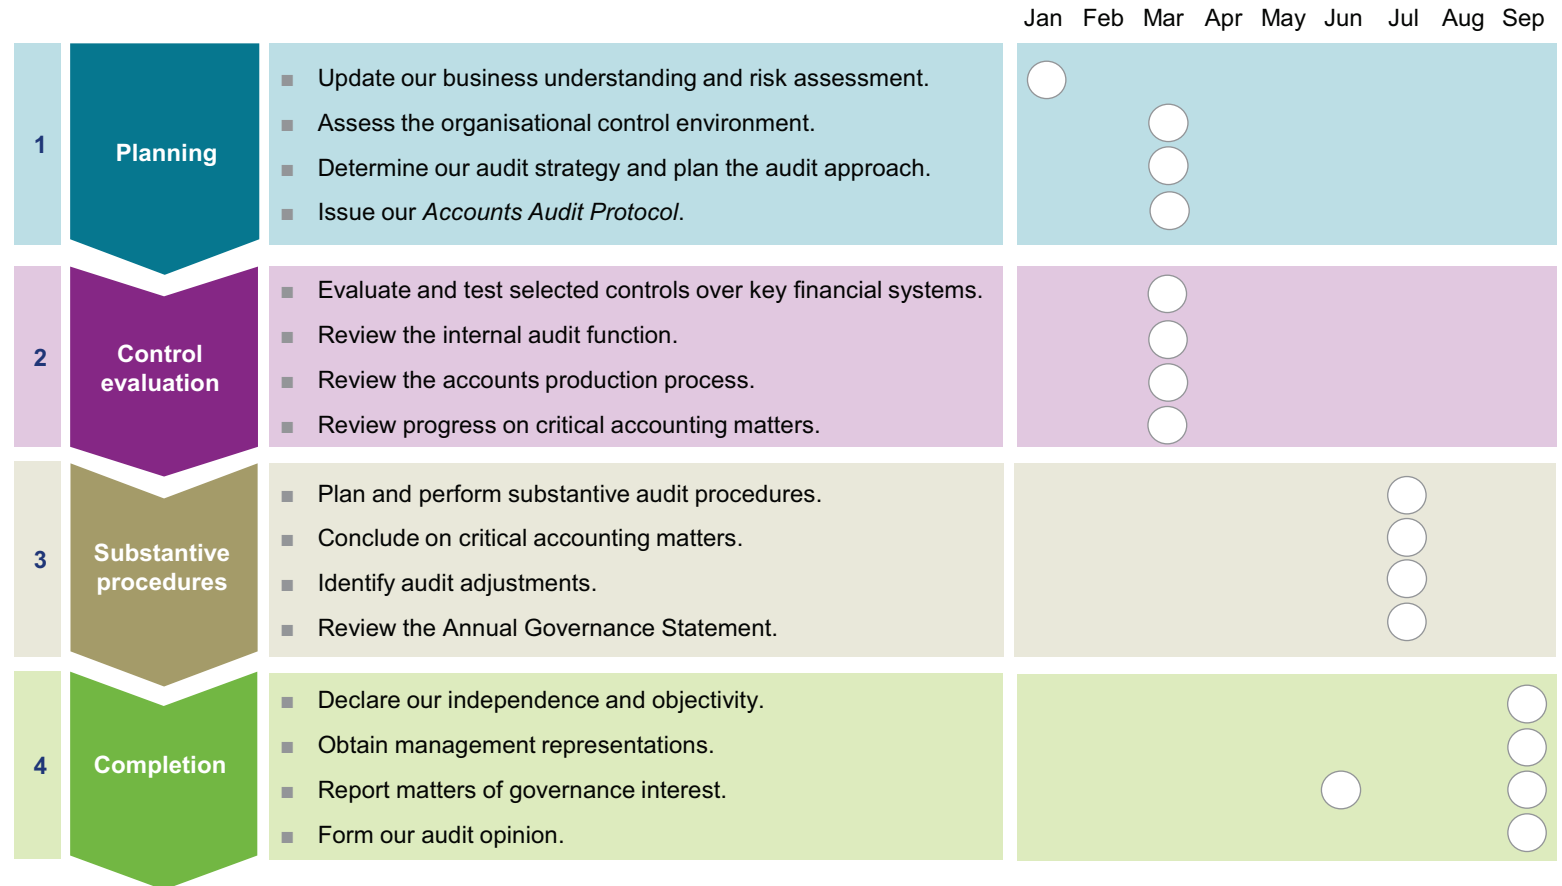 Jan Feb Mar Apr May Jun Jul Aug Sep
1
Planning
■ Update our business understanding and risk assessment.
■ Assess the organisational control environment.
■ Determine our audit strategy and plan the audit approach.
■ Issue our Accounts Audit Protocol.
2
Control
evaluation
■ Evaluate and test selected controls over key financial systems.
■ Review the internal audit function.
■ Review the accounts production process.
■ Review progress on critical accounting matters.
3
Substantive
procedures
■ Plan and perform substantive audit procedures.
■ Conclude on critical accounting matters.
■ Identify audit adjustments.
■ Review the Annual Governance Statement.
4
Completion
■ Declare our independence and objectivity.
■ Obtain management representations.
■ Report matters of governance interest.
■ Form our audit opinion.